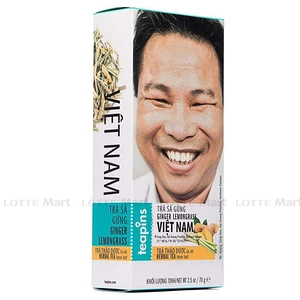 VIỆT NAM
TRÀ SẢ
GỪNG
GINGER
LEMONGRASS
TRÀ THẢO DƯỢC
HERBAL TEA
teapins
TRÀ SẢ GỪNG
GINGER LEMONGRASS
VIỆT NAM
TRÀ THẢO DƯỢC
HERBAL TEA
KHỐI LƯỢNG TỊNH/NET WT 2.5 oz / 70 g
LOTTE Mart
LOTTE Mart
LOTTE Mart